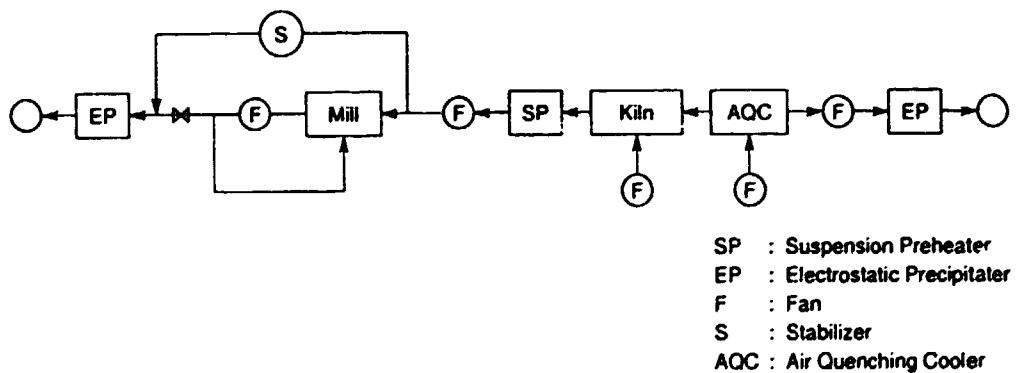 S
EP
F
Mill
F
SP
Kiln
AQC
F
EP
F
F
SP : Suspension Preheater
EP : Electrostatic Precipitater
F : Fan
S : Stabilizer
AQC : Air Quenching Cooler